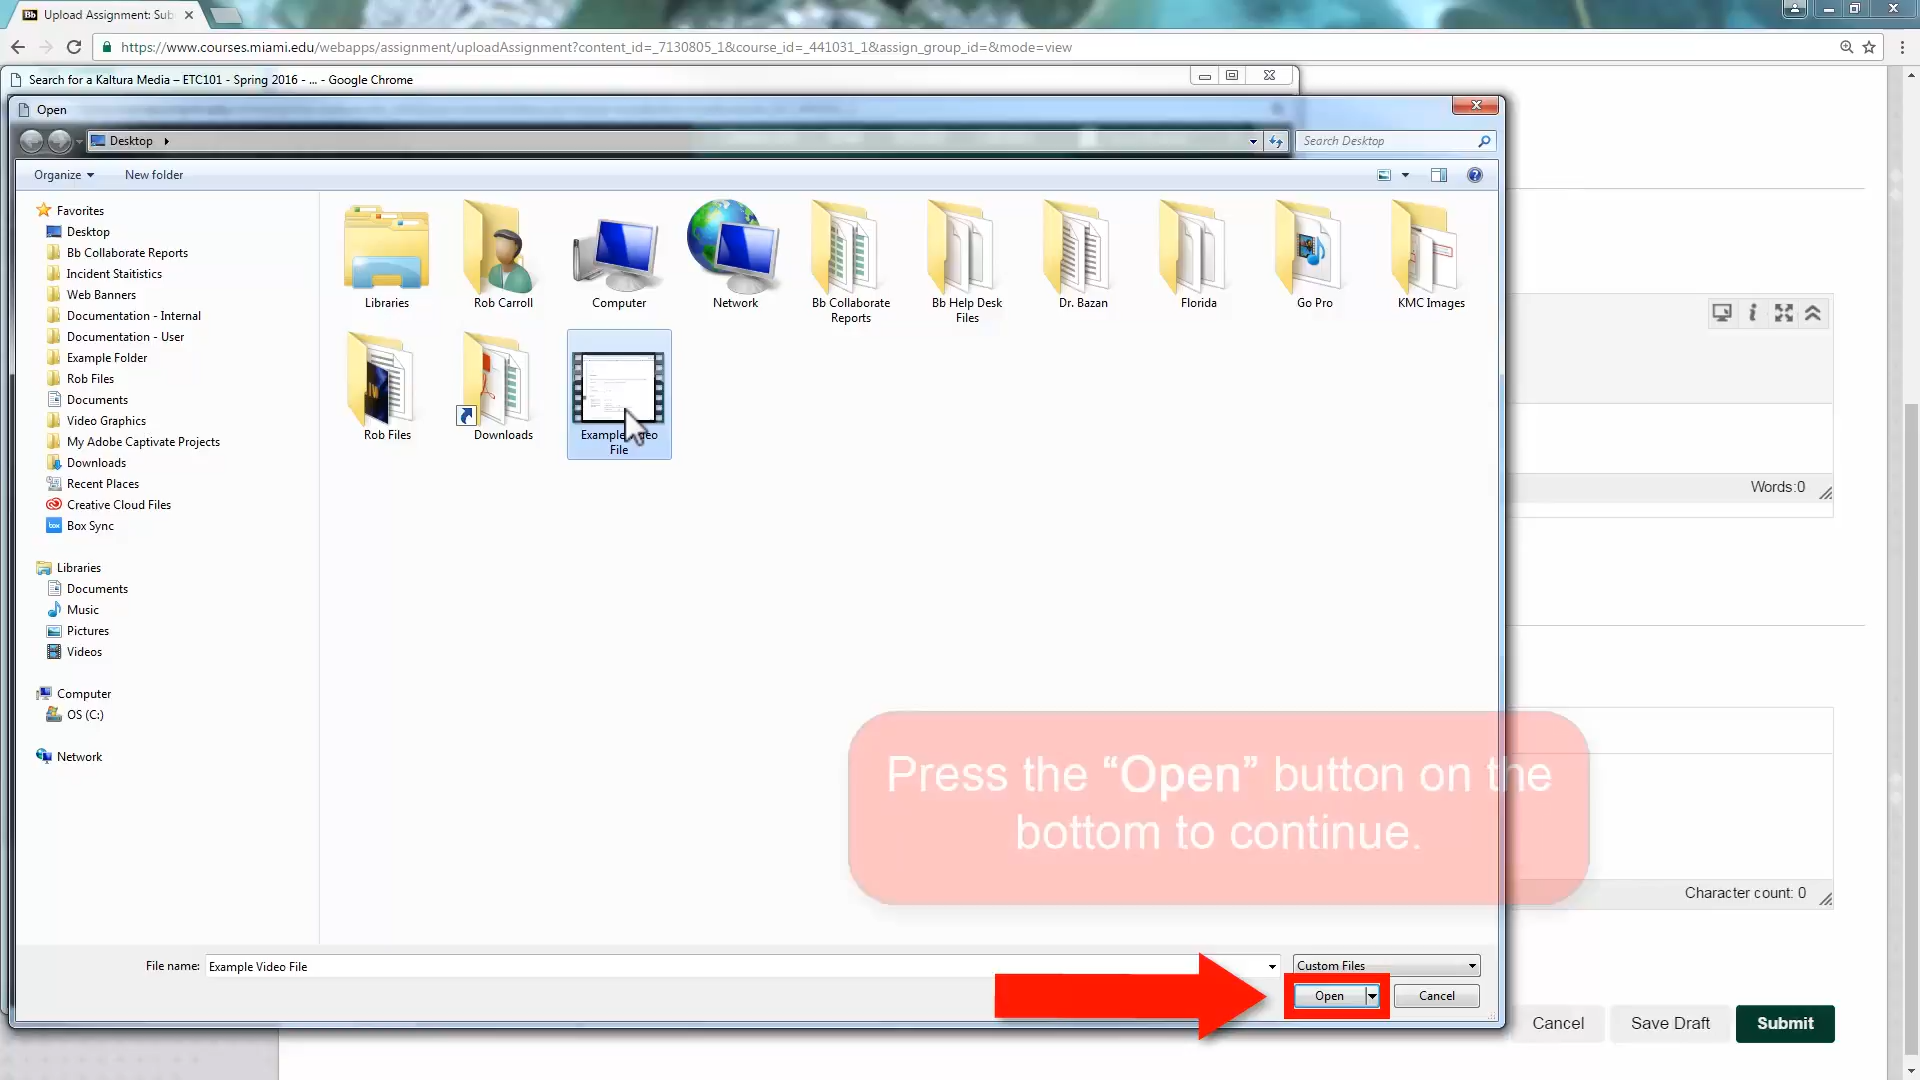 Upload Assignment: Sub
https://www.courses.miami.edu/webapps/assignment/uploadAssignment?content_id=_7130805_1&course_id=_441031_1&assign_group_id=&mode=view
Search for a Kaltura Media – ETC101 - Spring 2016 - ... - Google Chrome
Open
Desktop
Search Desktop
Organize
New folder
Favorites
Desktop
Bb Collaborate Reports
Incident Staitistics
Web Banners
Documentation - Internal
Documentation - User
Example Folder
Rob Files
Documents
Video Graphics
My Adobe Captivate Projects
Downloads
Recent Places
Creative Cloud Files
Box Sync
Libraries
Documents
Music
Pictures
Videos
Computer
OS (C:)
Network
Libraries
Rob Carroll
Computer
Network
Bb Collaborate
Reports
Bb Help Desk
Files
Dr. Bazan
Florida
Go Pro
KMC Images
Rob Files
Downloads
Example
File
Words:0
Press the “Open” button on the
bottom to continue.
Character count: 0
File name: Example Video File
Custom Files
Open
Cancel
Cancel
Save Draft
Submit